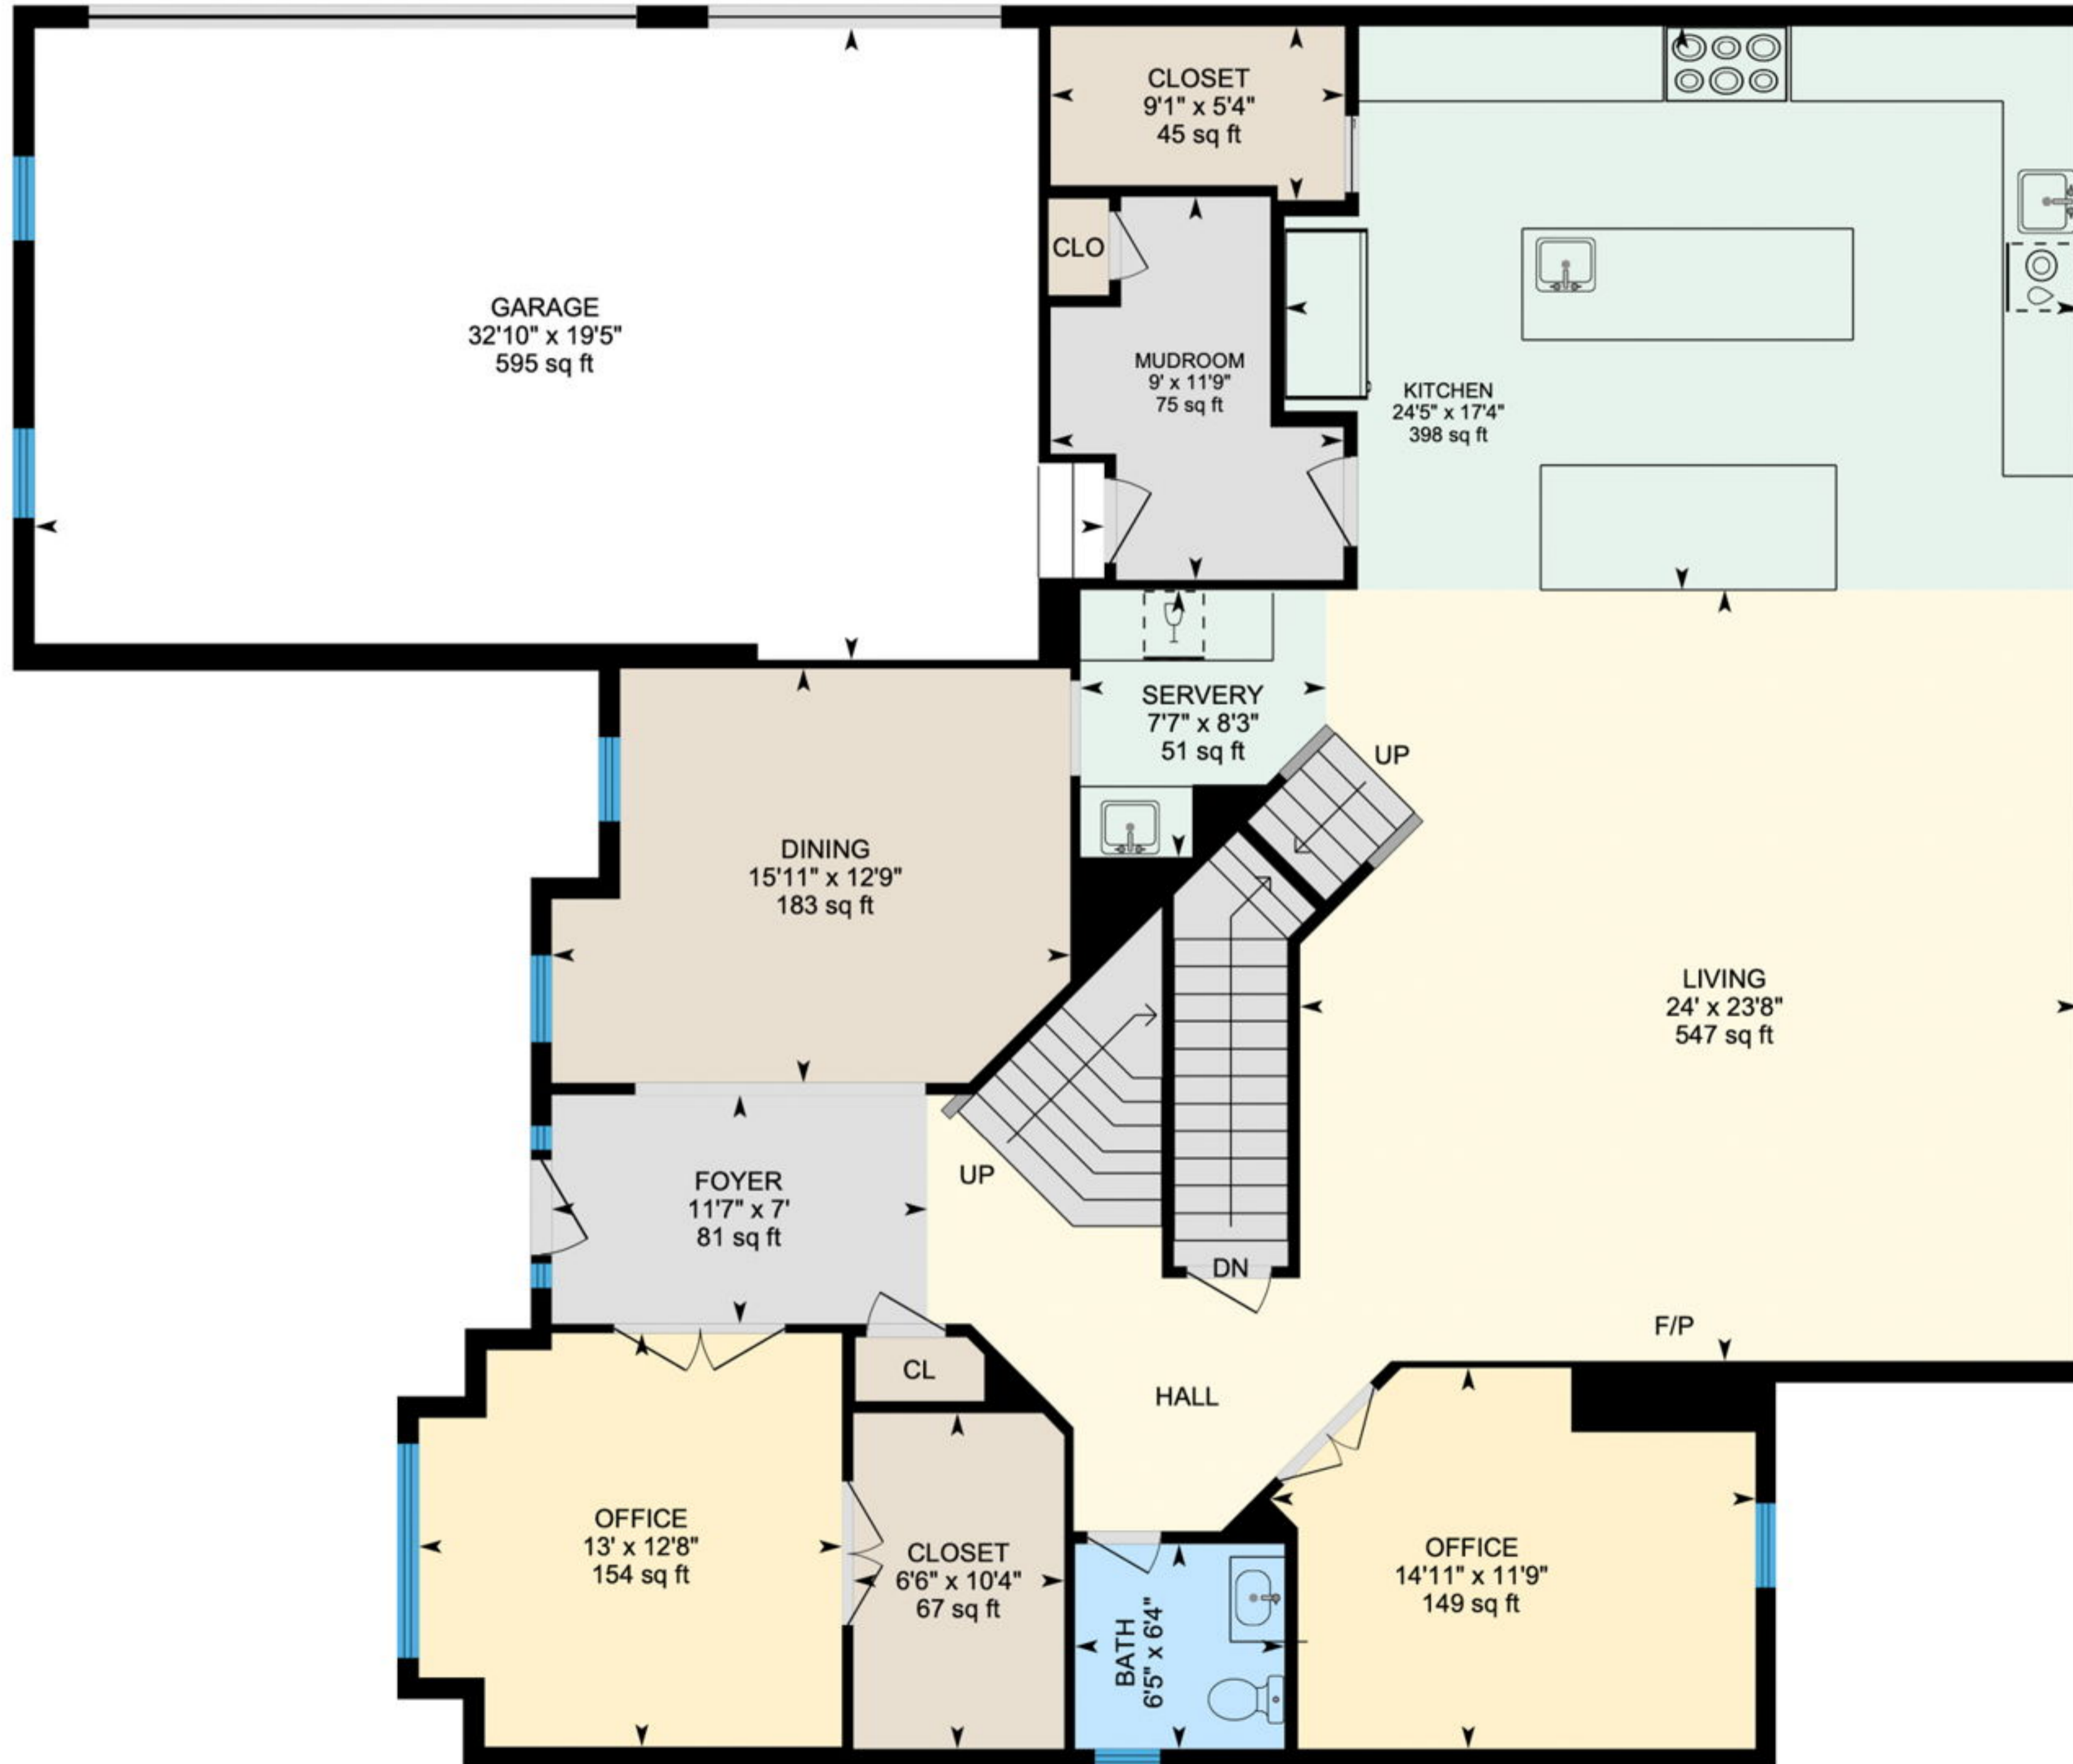 CLOSET
9'1" x 5'4"
45 sq ft
CLO
GARAGE
32'10" x 19'5"
595 sq ft
MUDROOM
9' x 11'9"
75 sq ft
KITCHEN
24'5" x 17'4"
398 sq ft
SERVERY
7'7" x 8'3"
51 sq ft
UP
DINING
15'11" x 12'9"
183 sq ft
LIVING
24' x 23'8"
547 sq ft
FOYER
11'7" x 7'
81 sq ft
UP
DN
F/P
CL
HALL
OFFICE
13' x 12'8"
154 sq ft
CLOSET
6'6" x 10'4"
67 sq ft
BATH
6'5" x 6'4"
OFFICE
14'11" x 11'9"
149 sq ft